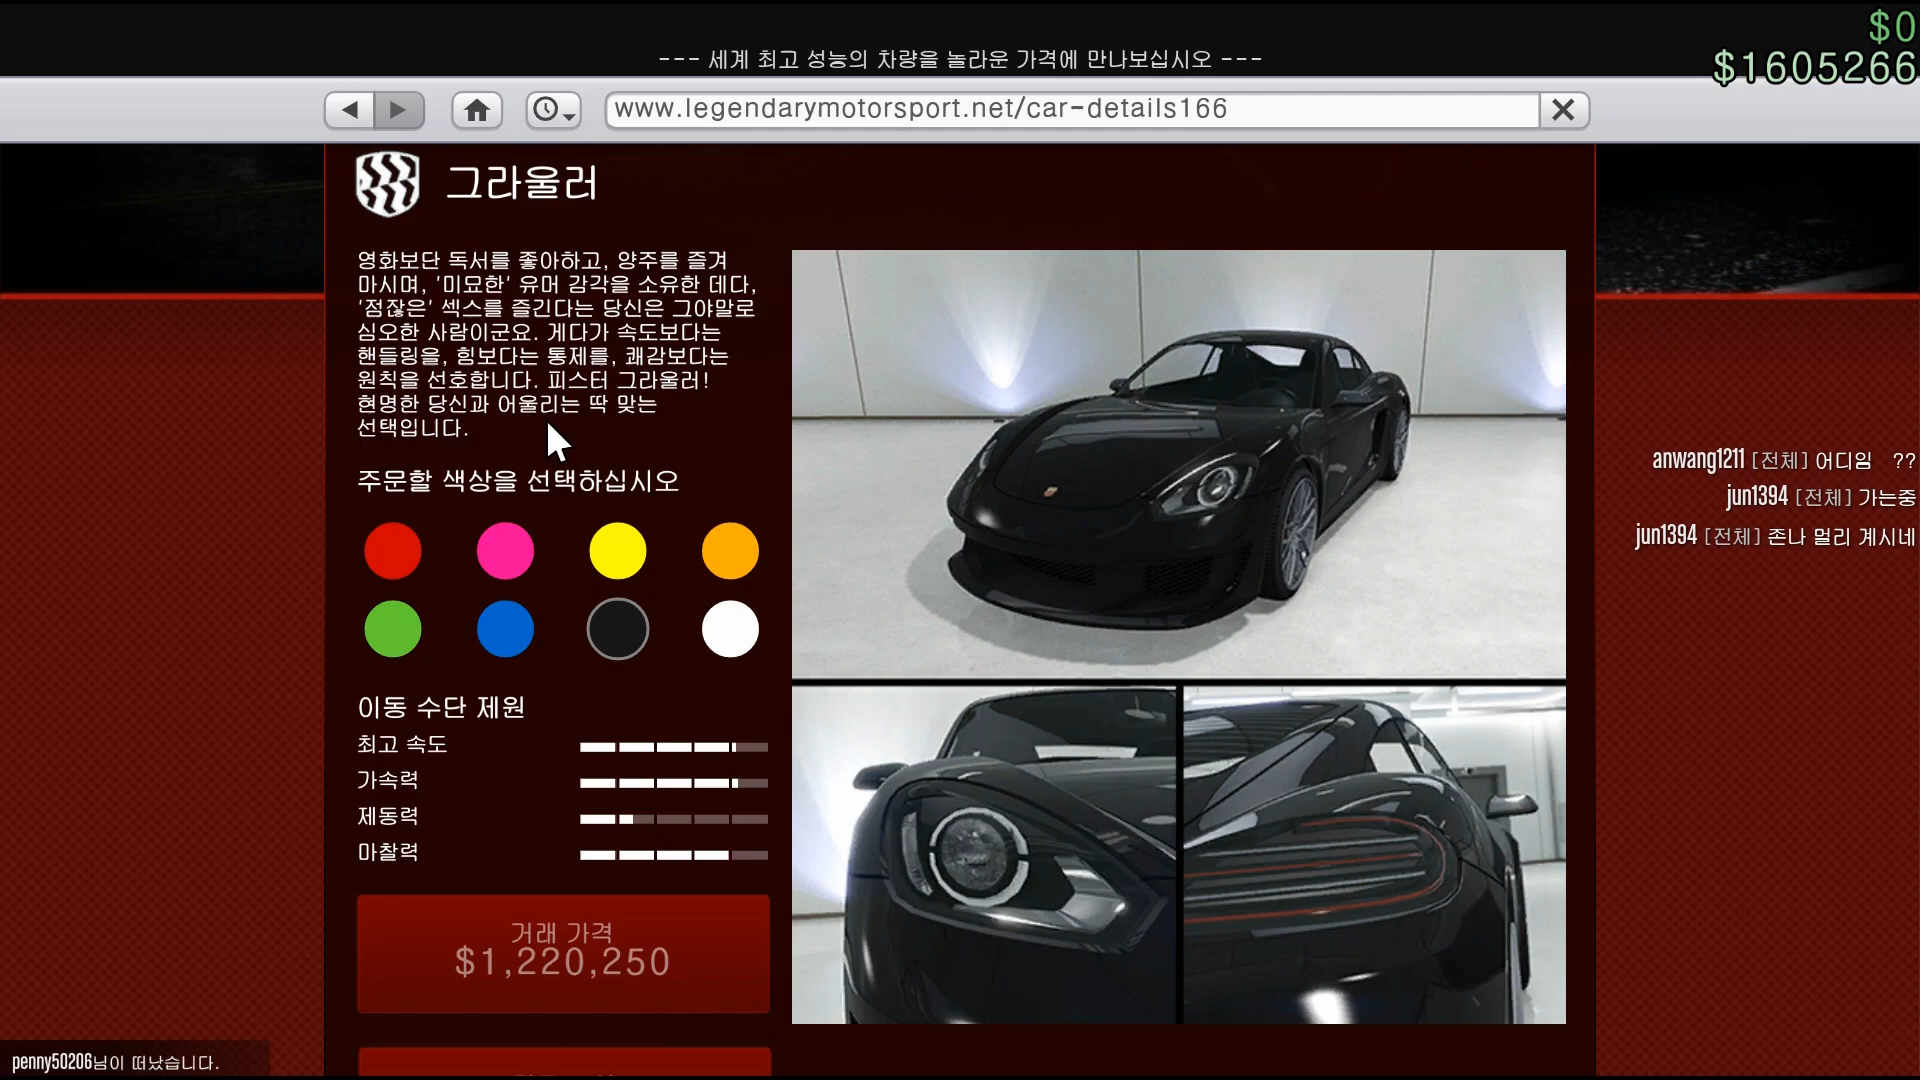 $0
--- 세계 최고 성능의 차량을 놀라운 가격에 만나보십시오 ---
$1605266
www.legendarymotorsport.net/car-details166
그라울러
영화보단 독서를 좋아하고, 양주를 즐겨
마시며, '미묘한' 유머 감각을 소유한 데다,
'점잖은' 섹스를 즐긴다는 당신은 그야말로
심오한 사람이군요. 게다가 속도보다는
핸들링을, 힘보다는 통제를, 쾌감보다는
원칙을 선호합니다. 피스터 그라울러!
현명한 당신과 어울리는 딱 맞는
선택입니다.
주문할 색상을 선택하십시오
이동 수단 제원
최고 속도
가속력
제동력
마찰력
거래 가격
$1,220,250
anwang1211 [전체] 어디임 ??
jun1394 [전체] 가는중
jun1394 [전체] 존나 멀리 계시네
penny50206님이 떠났습니다.